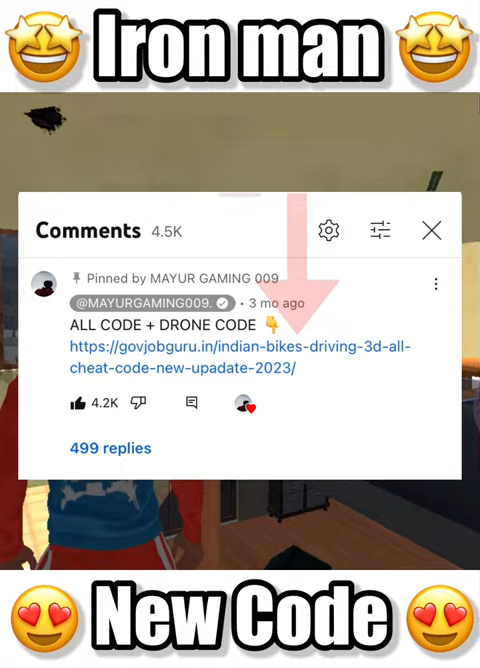 Iron man
Comments 4.5K
Pinned by MAYUR GAMING 009
@MAYURGAMING009. • 3 mo ago
ALL CODE + DRONE CODE
https://govjobguru.in/indian-bikes-driving-3d-all-
cheat-code-new-upadate-2023/
4.2K
499 replies
New Code